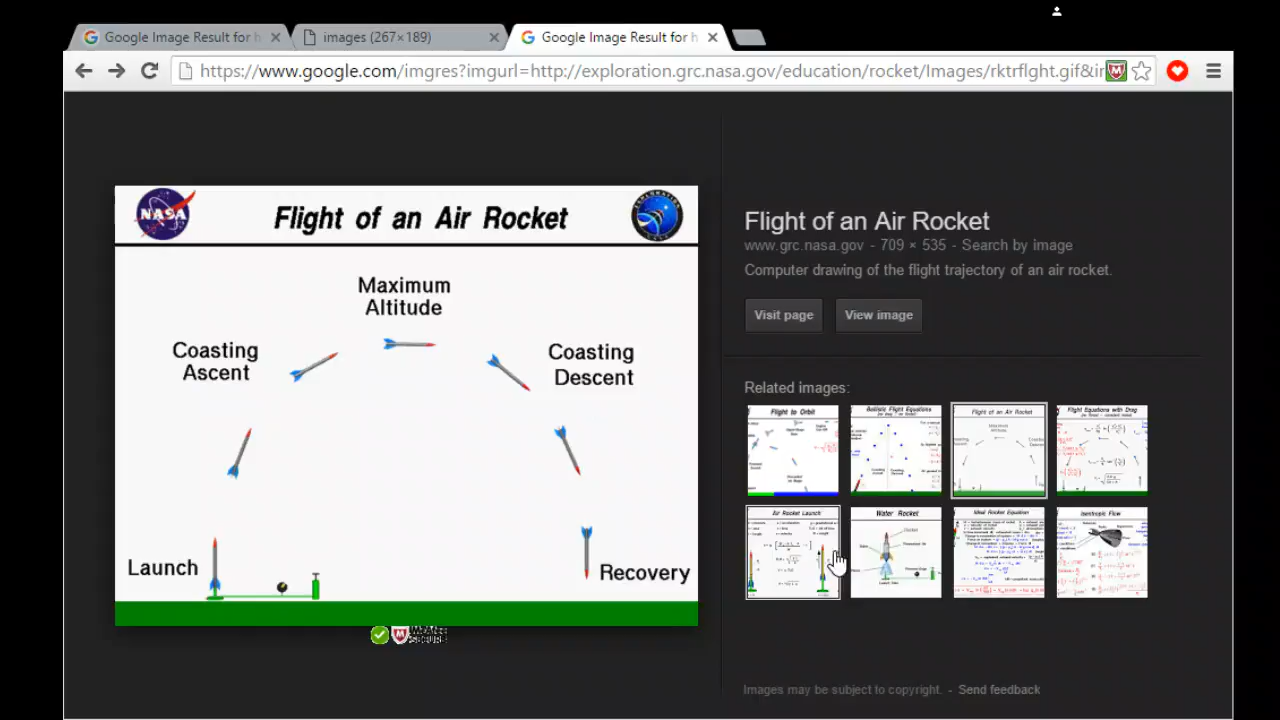 Google Image Result for h
images (267×189)
Google Image Result for h
https://www.google.com/imgres?imgurl=http://exploration.grc.nasa.gov/education/rocket/Images/rktrflght.gif&ir
NASA
Flight of an Air Rocket
Maximum
Altitude
Coasting
Ascent
Coasting
Descent
Launch
Recovery
Flight of an Air Rocket
www.grc.nasa.gov - 709 × 535 - Search by image
Computer drawing of the flight trajectory of an air rocket.
Visit page
View image
Related images:
Flight to Orbit
Ballistic Flight Equations
Flight of an Air Rocket
Flight Equations with Drag
Air Rocket Launch
Water Rocket
Ideal Rocket Equation
Isentropic Flow
McAfee
SECURE
Images may be subject to copyright. - Send feedback